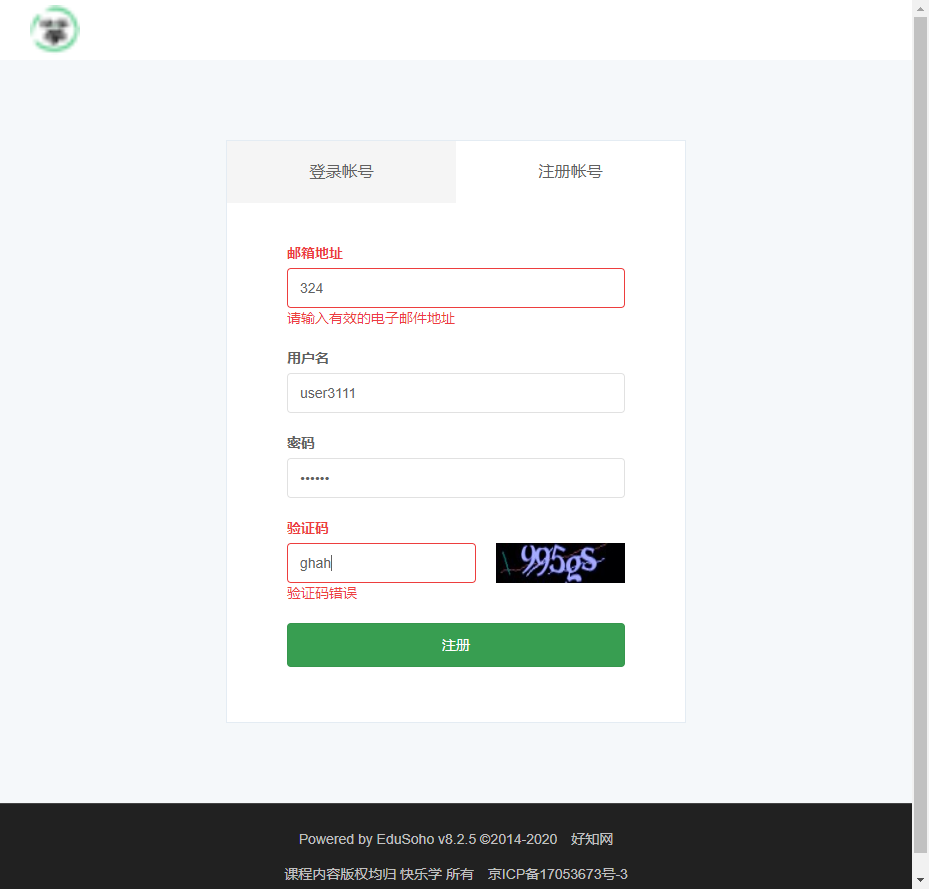 登录帐号
注册帐号
邮箱地址
324
请输入有效的电子邮件地址
用户名
user3111
密码
••••••
验证码
ghah
995gs
验证码错误
注册
Powered by EduSoho v8.2.5 ©2014-2020 好知网
课程内容版权均归 快乐学 所有 京ICP备17053673号-3